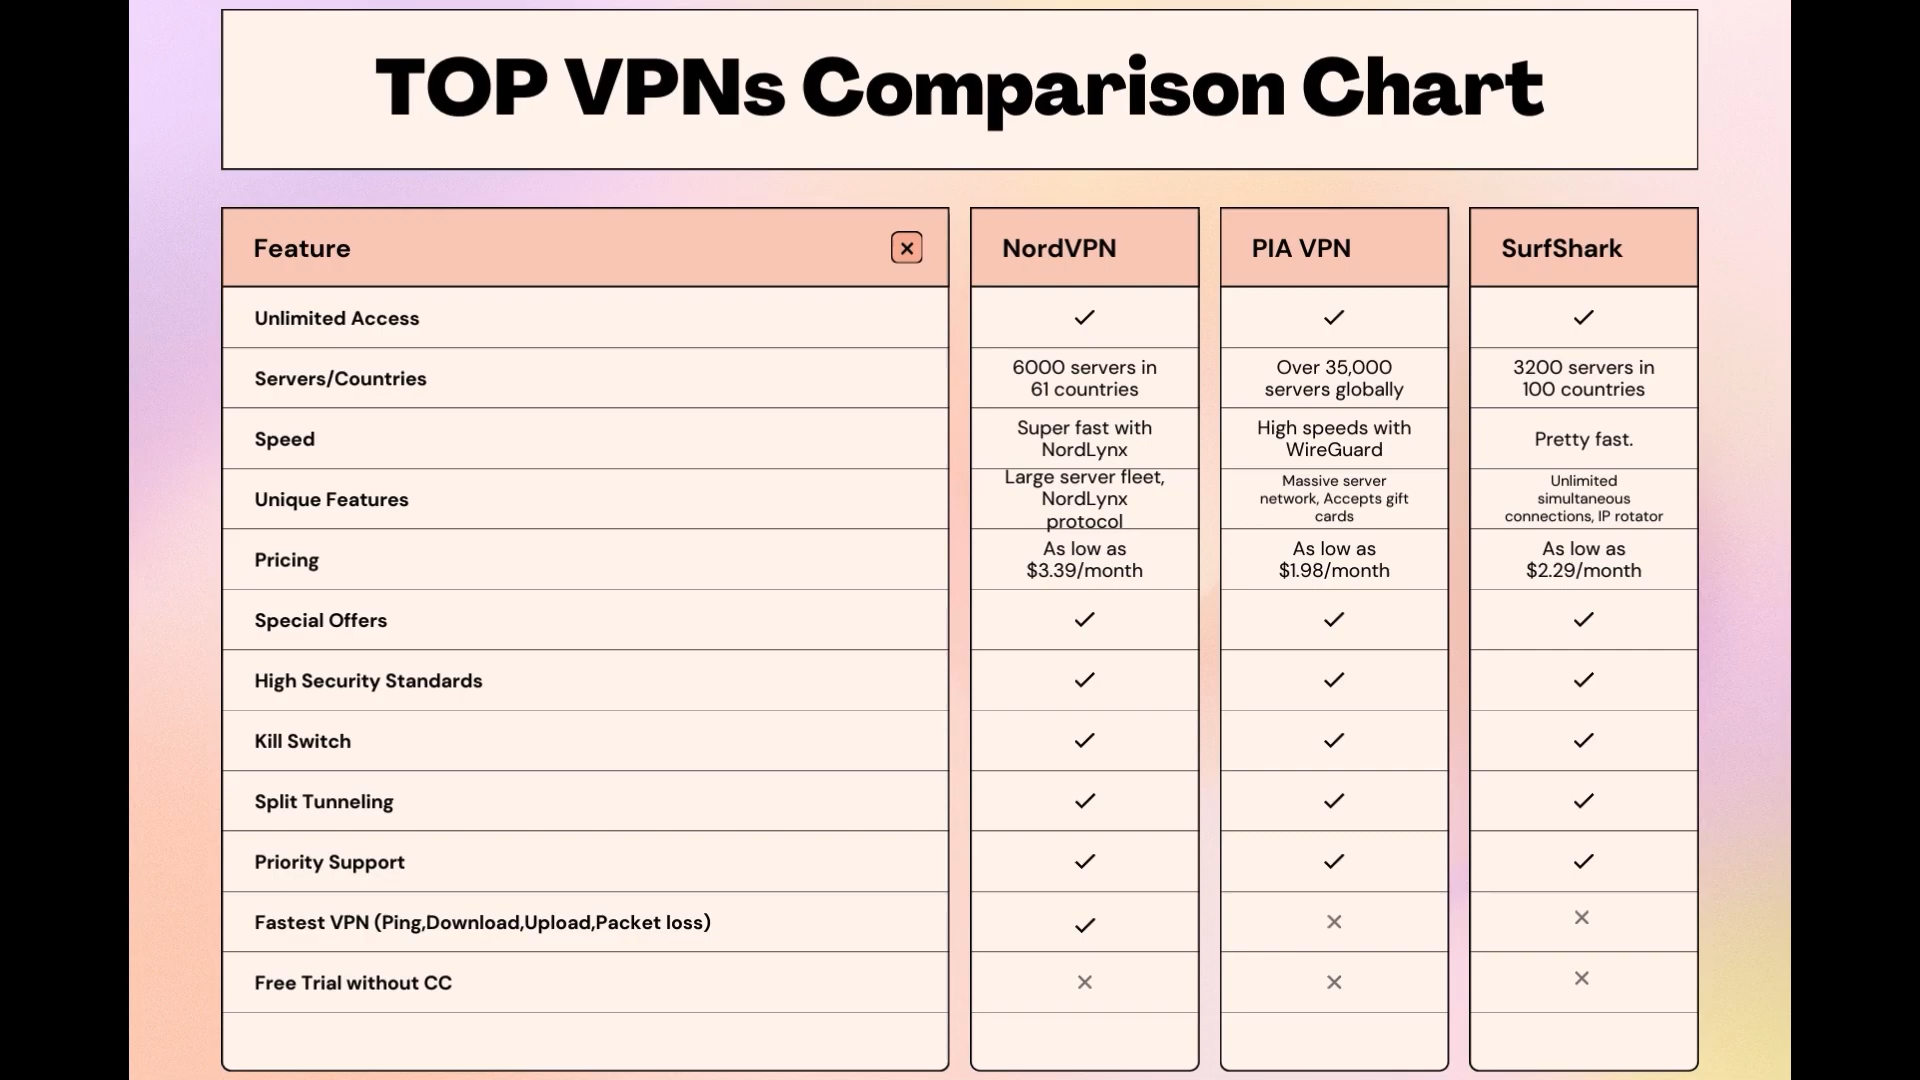 TOP VPNs Comparison Chart
Feature
NordVPN
PIA VPN
SurfShark
Unlimited Access
✓
✓
✓
Servers/Countries
6000 servers in
61 countries
Over 35,000
servers globally
3200 servers in
100 countries
Speed
Super fast with
NordLynx
High speeds with
WireGuard
Pretty fast.
Unique Features
Large server fleet,
NordLynx
protocol
Massive server
network, Accepts gift
cards
Unlimited
simultaneous
connections, IP rotator
Pricing
As low as
$3.39/month
As low as
$1.98/month
As low as
$2.29/month
Special Offers
✓
✓
✓
High Security Standards
✓
✓
✓
Kill Switch
✓
✓
✓
Split Tunneling
✓
✓
✓
Priority Support
✓
✓
✓
Fastest VPN (Ping,Download,Upload,Packet loss)
✓
✕
✕
Free Trial without CC
✕
✕
✕